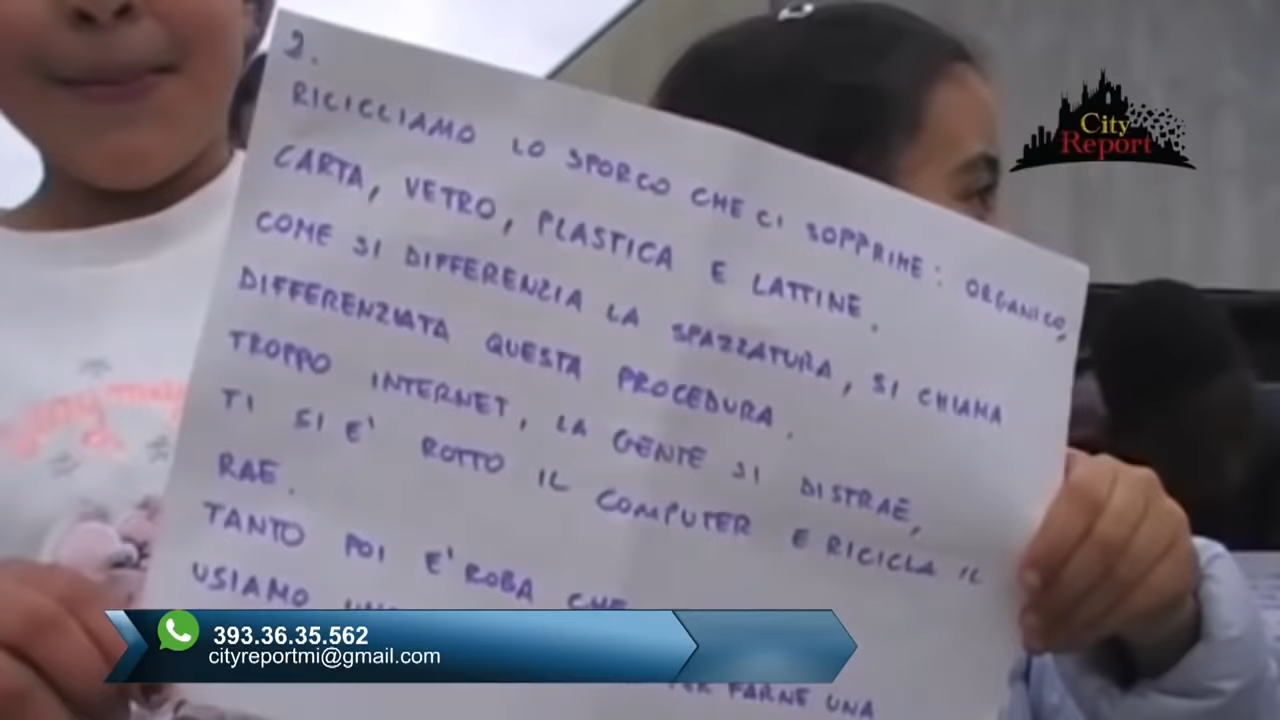 2.
RICICLIAMO LO SPORCO CHE CI SOPPRIME: ORGANICO,
CARTA, VETRO, PLASTICA E LATTINE.
COME SI DIFFERENZIA LA SPAZZATURA, SI CHIAMA
DIFFERENZIATA QUESTA PROCEDURA.
TROPPO INTERNET, LA GENTE SI DISTRAE,
TI SI E' ROTTO IL COMPUTER E RICICLA IL
RAE.
TANTO POI E' ROBA CHE
USIAMO
PER FARNE UNA
City
Report
393.36.35.562
cityreportmi@gmail.com